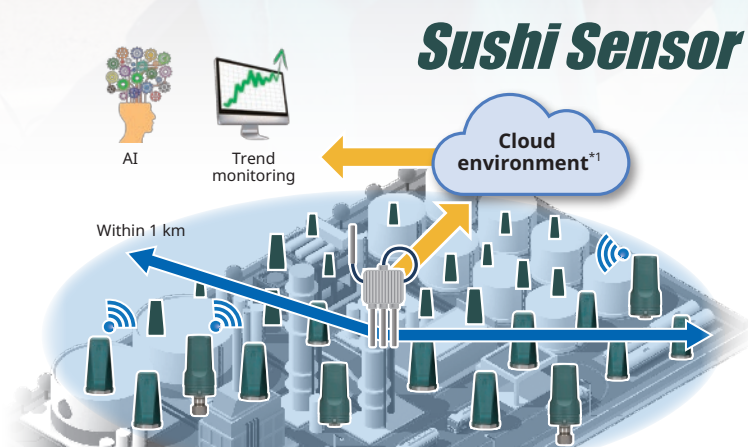 Sushi Sensor
AI
Trend
monitoring
Cloud
environment*1
Within 1 km